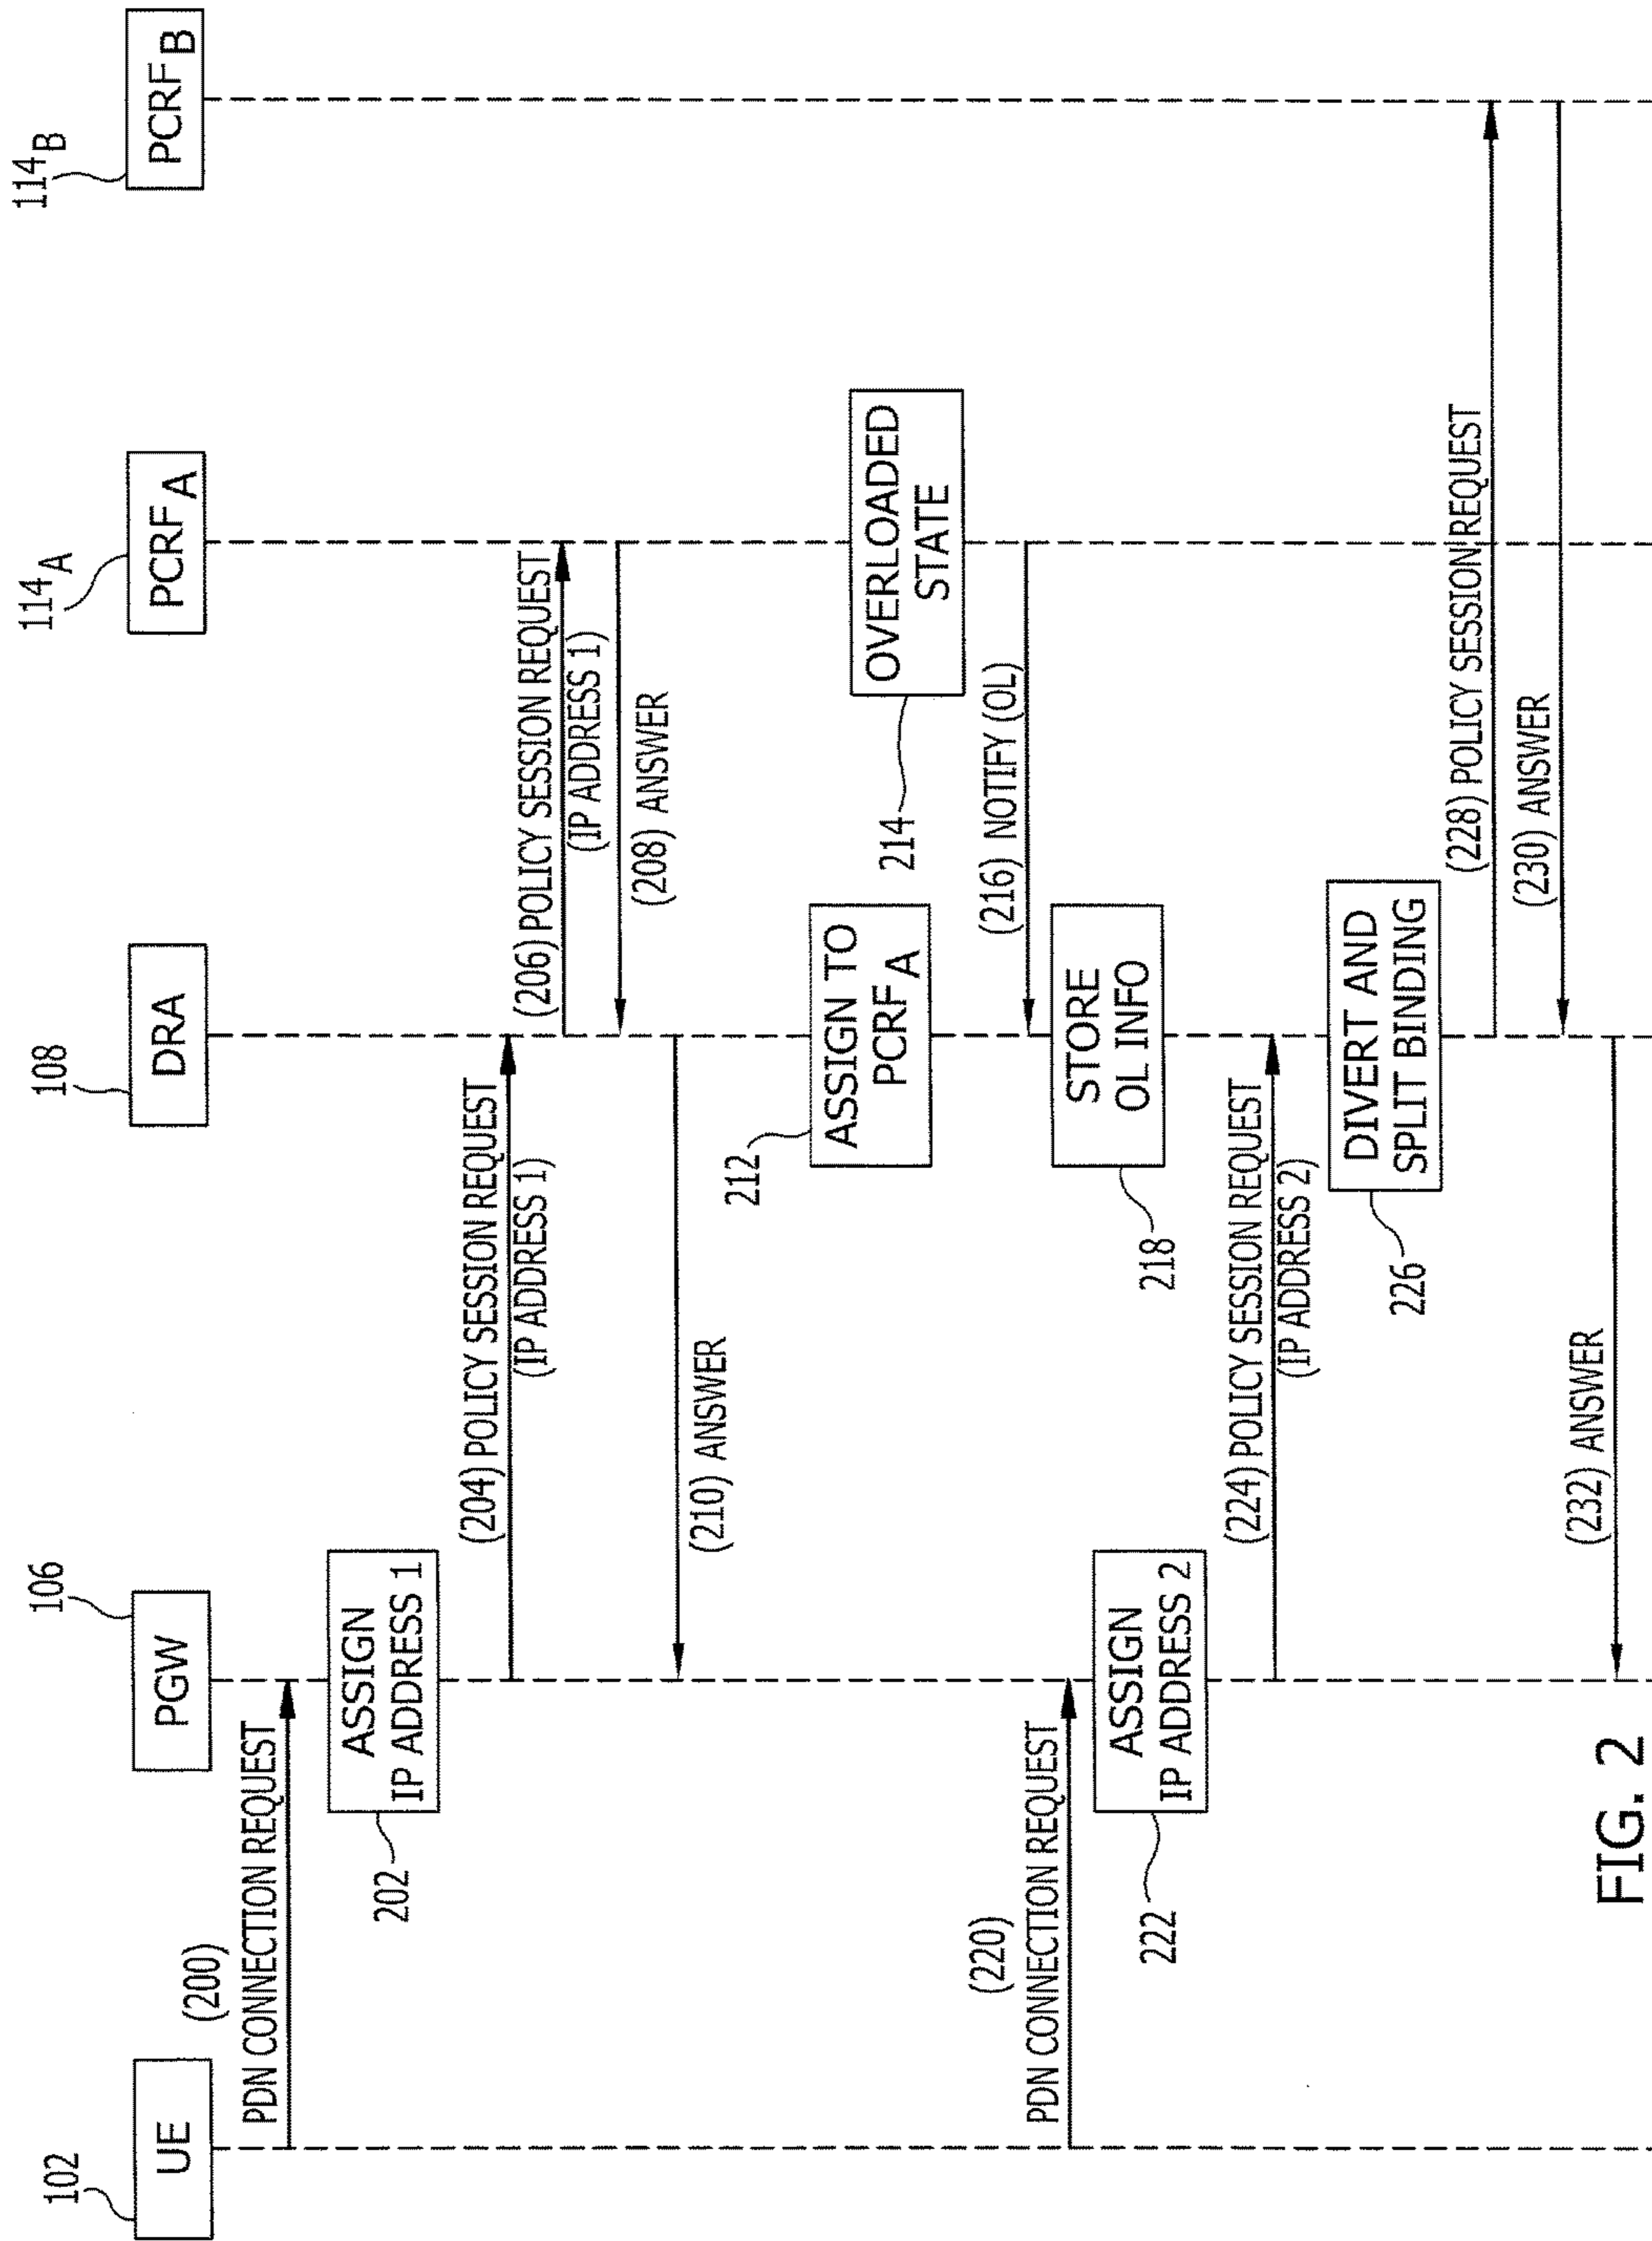 102
UE
106
PGW
108
DRA
114 A
PCRF A
114 B
PCRF B
(200)
PDN CONNECTION REQUEST
ASSIGN
IP ADDRESS 1
202
(204) POLICY SESSION REQUEST
(IP ADDRESS 1)
(206) POLICY SESSION REQUEST
(IP ADDRESS 1)
(208) ANSWER
(210) ANSWER
212
ASSIGN TO
PCRF A
OVERLOADED
STATE
214
(216) NOTIFY (OL)
STORE
OL INFO
218
(220)
PDN CONNECTION REQUEST
ASSIGN
IP ADDRESS 2
222
(224) POLICY SESSION REQUEST
(IP ADDRESS 2)
DIVERT AND
SPLIT BINDING
226
(228) POLICY SESSION REQUEST
(230) ANSWER
(232) ANSWER
FIG. 2